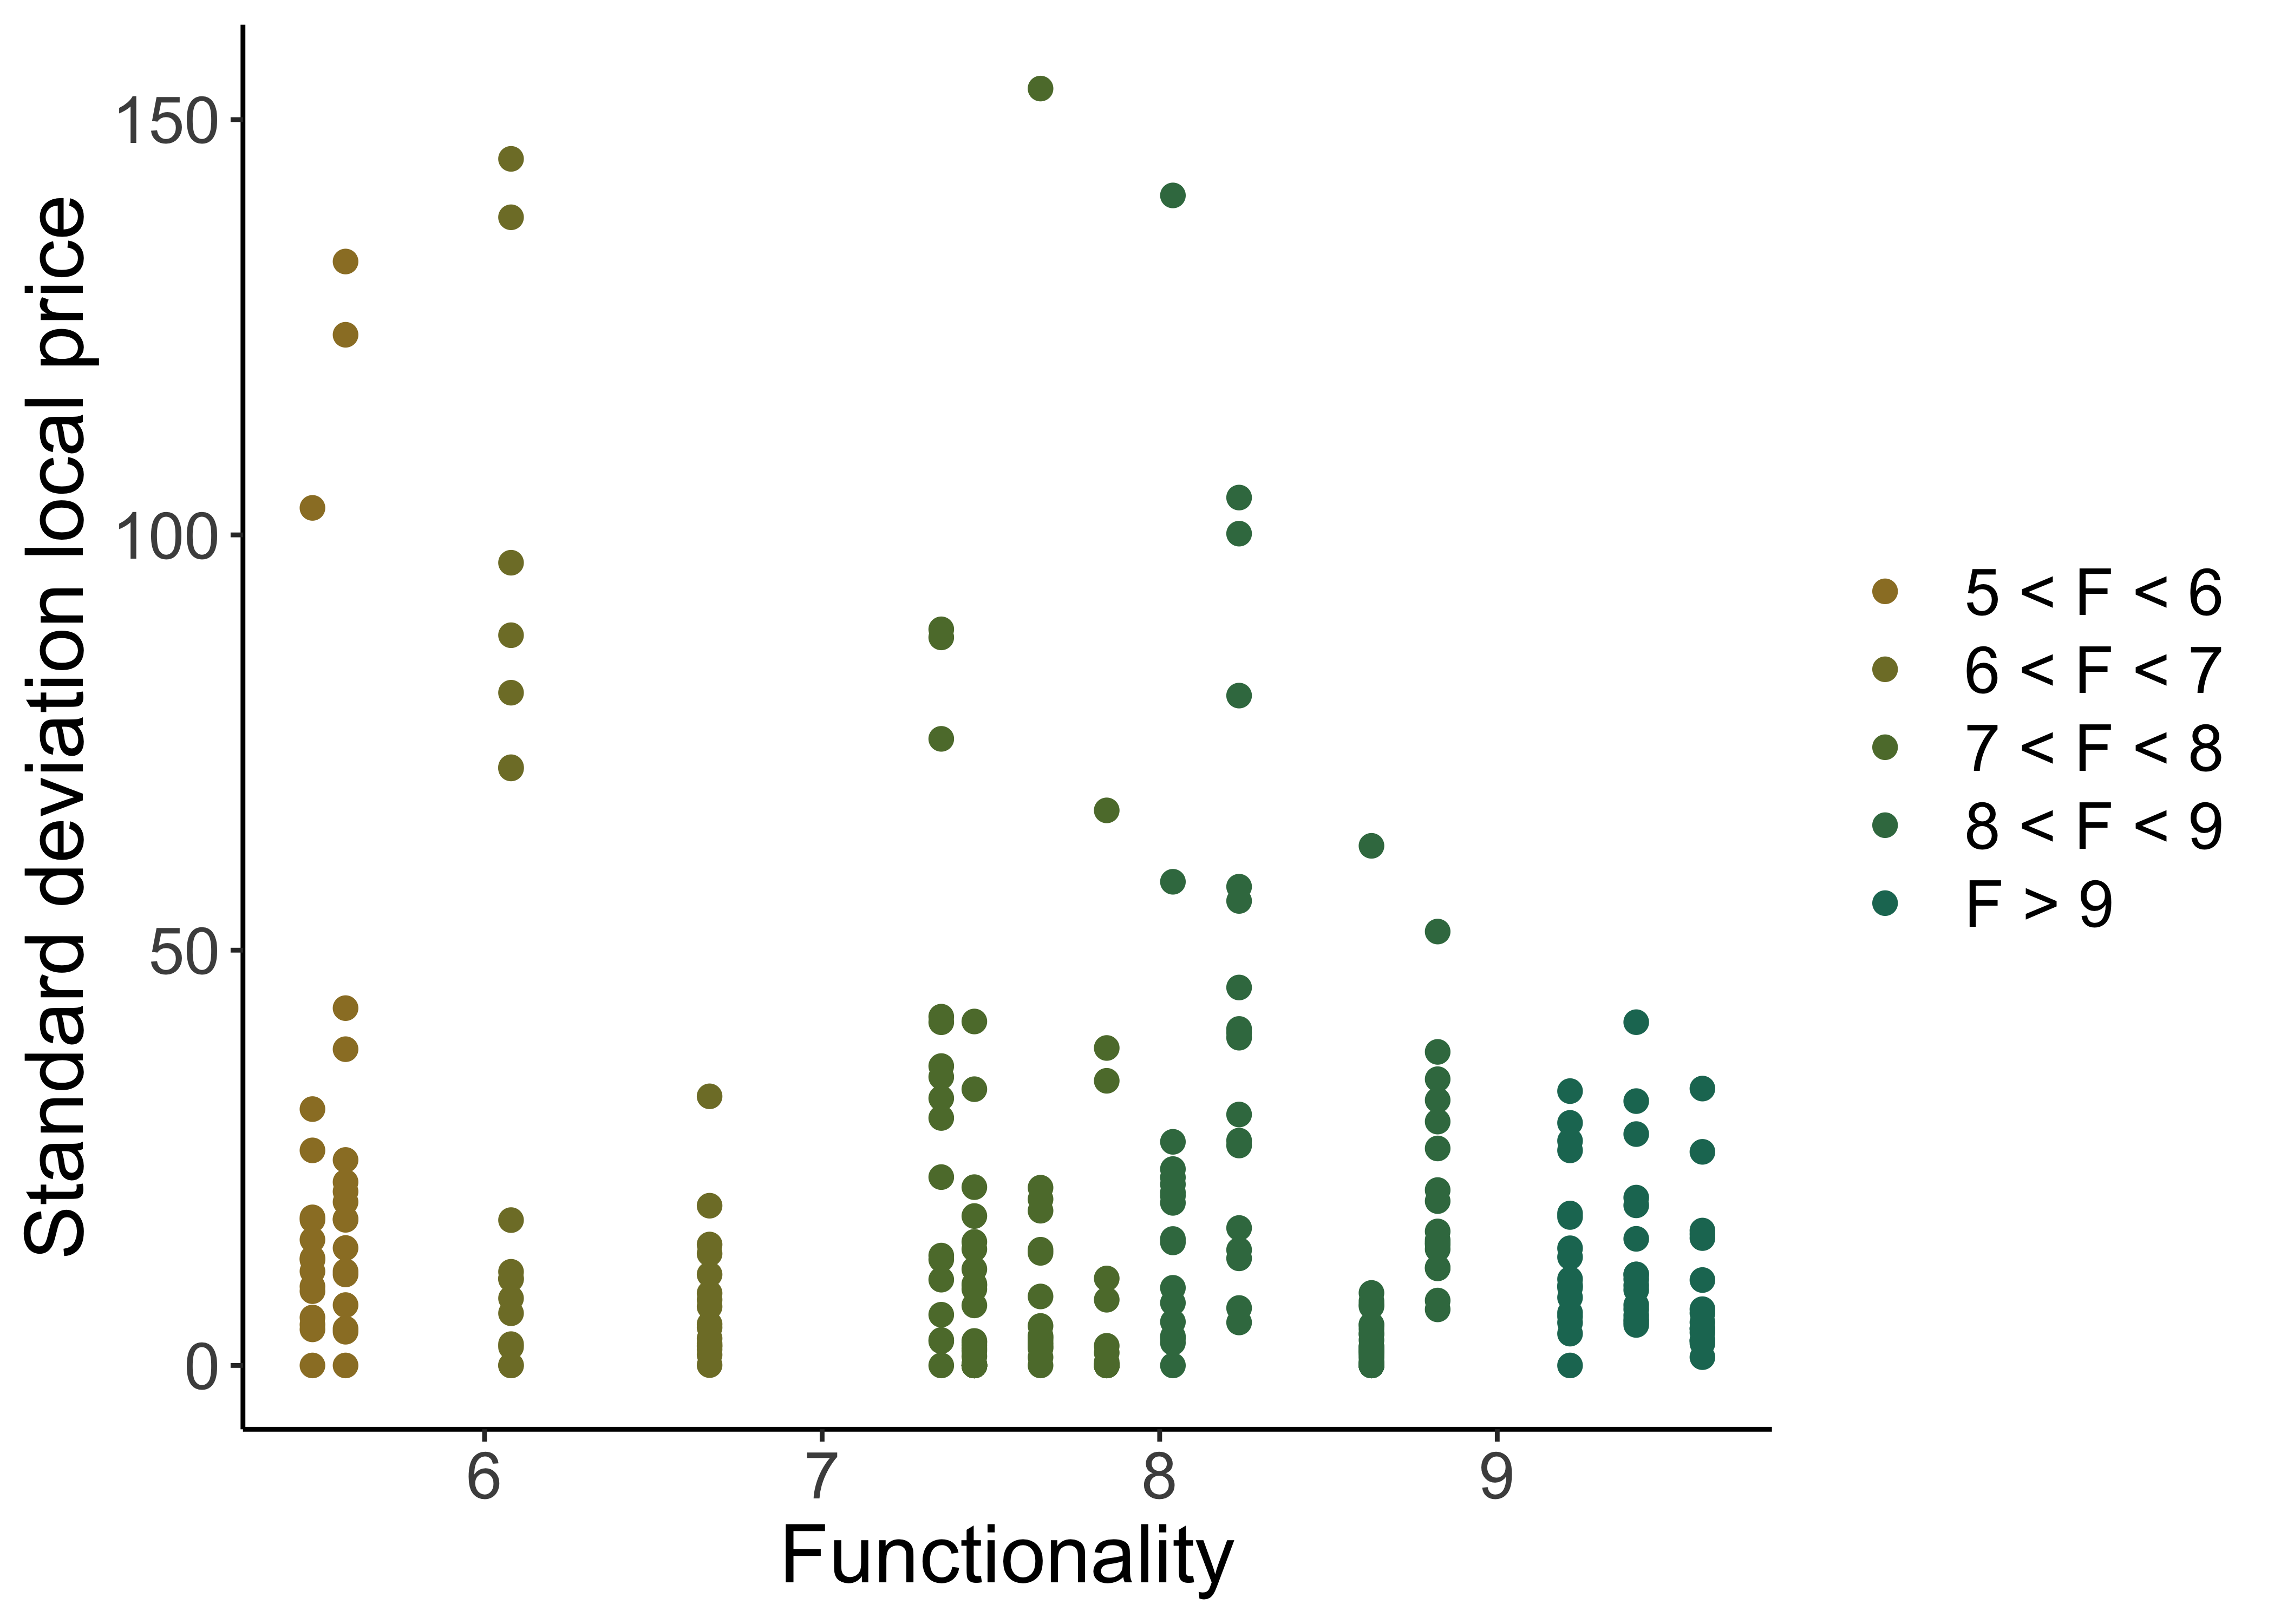 Standard deviation local price
150
100
50
0
6 7 8 9
Functionality
5 < F < 6
6 < F < 7
7 < F < 8
8 < F < 9
F > 9